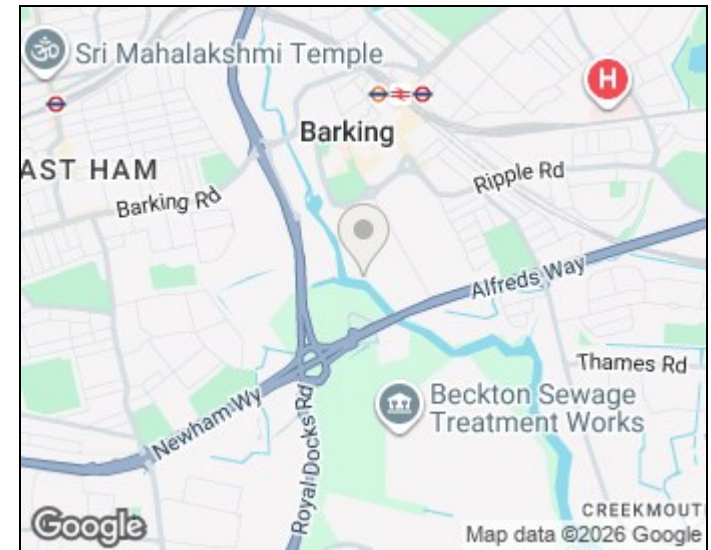 Sri Mahalakshmi Temple
H
Barking
AST HAM
Ripple Rd
Barking Rd
Alfreds Way
Thames Rd
Newham Wy
Royal Docks Rd
Beckton Sewage
Treatment Works
CREEKMOUT
Google
Map data ©2026 Google